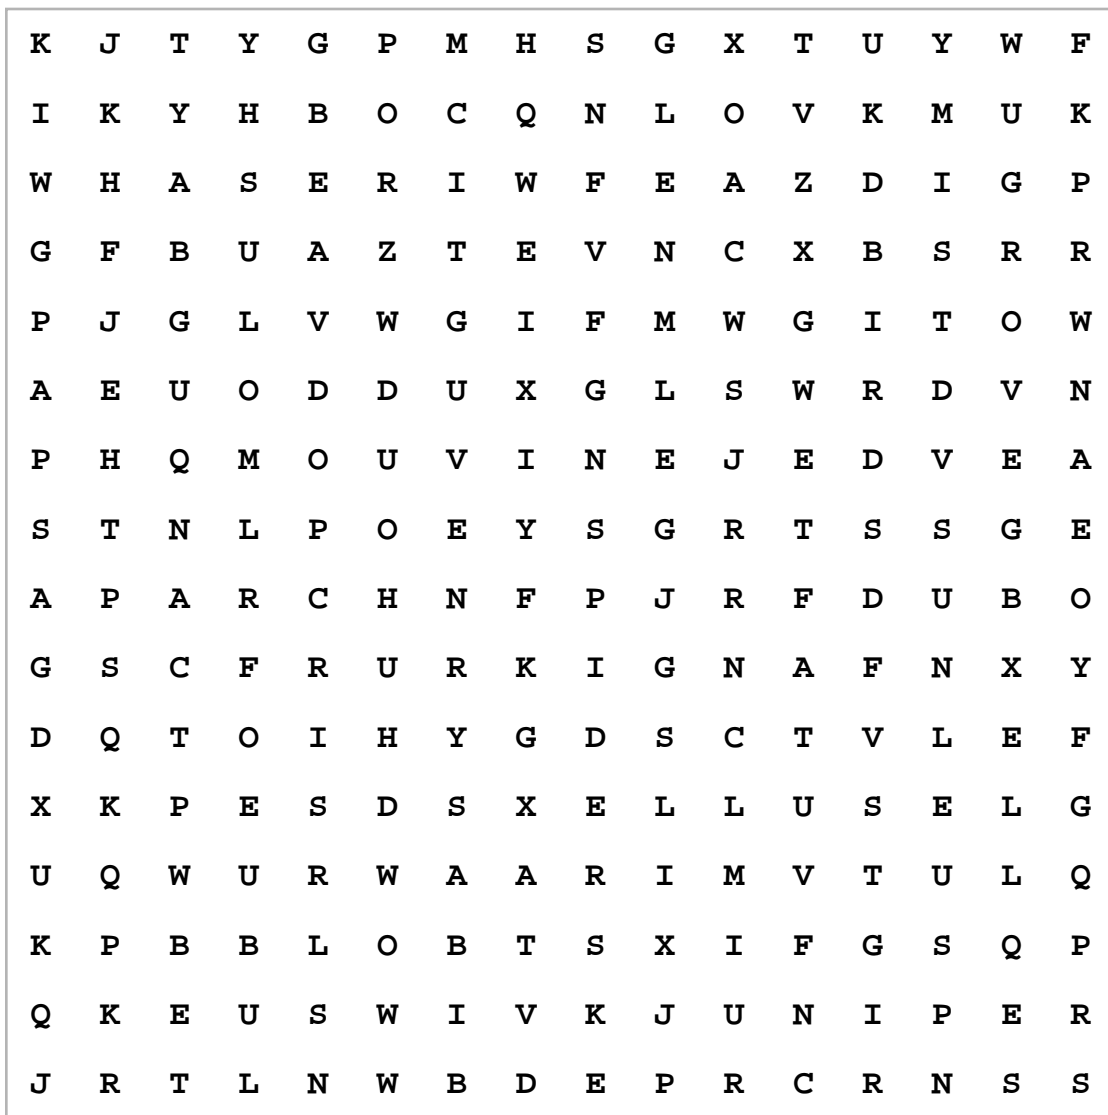 K J T Y G P M H S G X T U Y W F
I K Y H B O C Q N L O V K M U K
W H A S E R I W F E A Z D I G P
G F B U A Z T E V N C X B S R R
P J G L V W G I F M W G I T O W
A E U O D D U X G L S W R D V N
P H Q M O U V I N E J E D V E A
S T N L P O E Y S G R T S S G E
A P A R C H N F P J R F D U B O
G S C F R U R K I G N A F N X Y
D Q T O I H Y G D S C T V L E F
X K P E S D S X E L L U S E L G
U Q W U R W A A R I M V T U L Q
K P B B L O B T S X I F G S Q P
Q K E U S W I V K J U N I P E R
J R T L N W B D E P R C R N S S